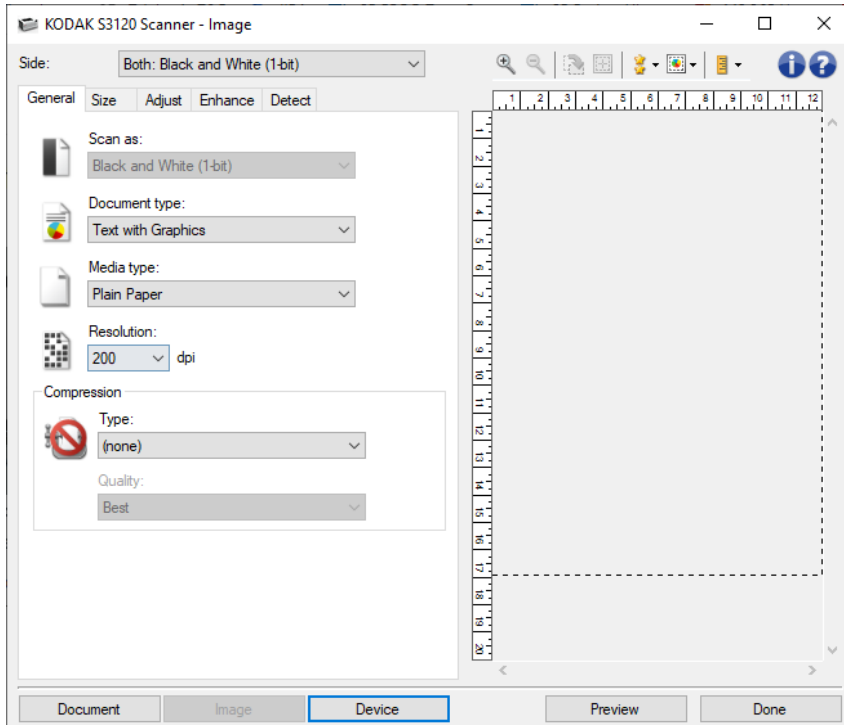 KODAK S3120 Scanner - Image
Side:
Both: Black and White (1-bit)
General Size Adjust Enhance Detect
Scan as:
Black and White (1-bit)
Document type:
Text with Graphics
Media type:
Plain Paper
Resolution:
200 dpi
Compression
Type:
(none)
Quality:
Best
1 2 3 4 5 6 7 8 9 10 11 12
1
2
3
4
5
6
7
8
9
10
11
12
13
14
15
16
17
18
19
20
Document Image Device Preview Done